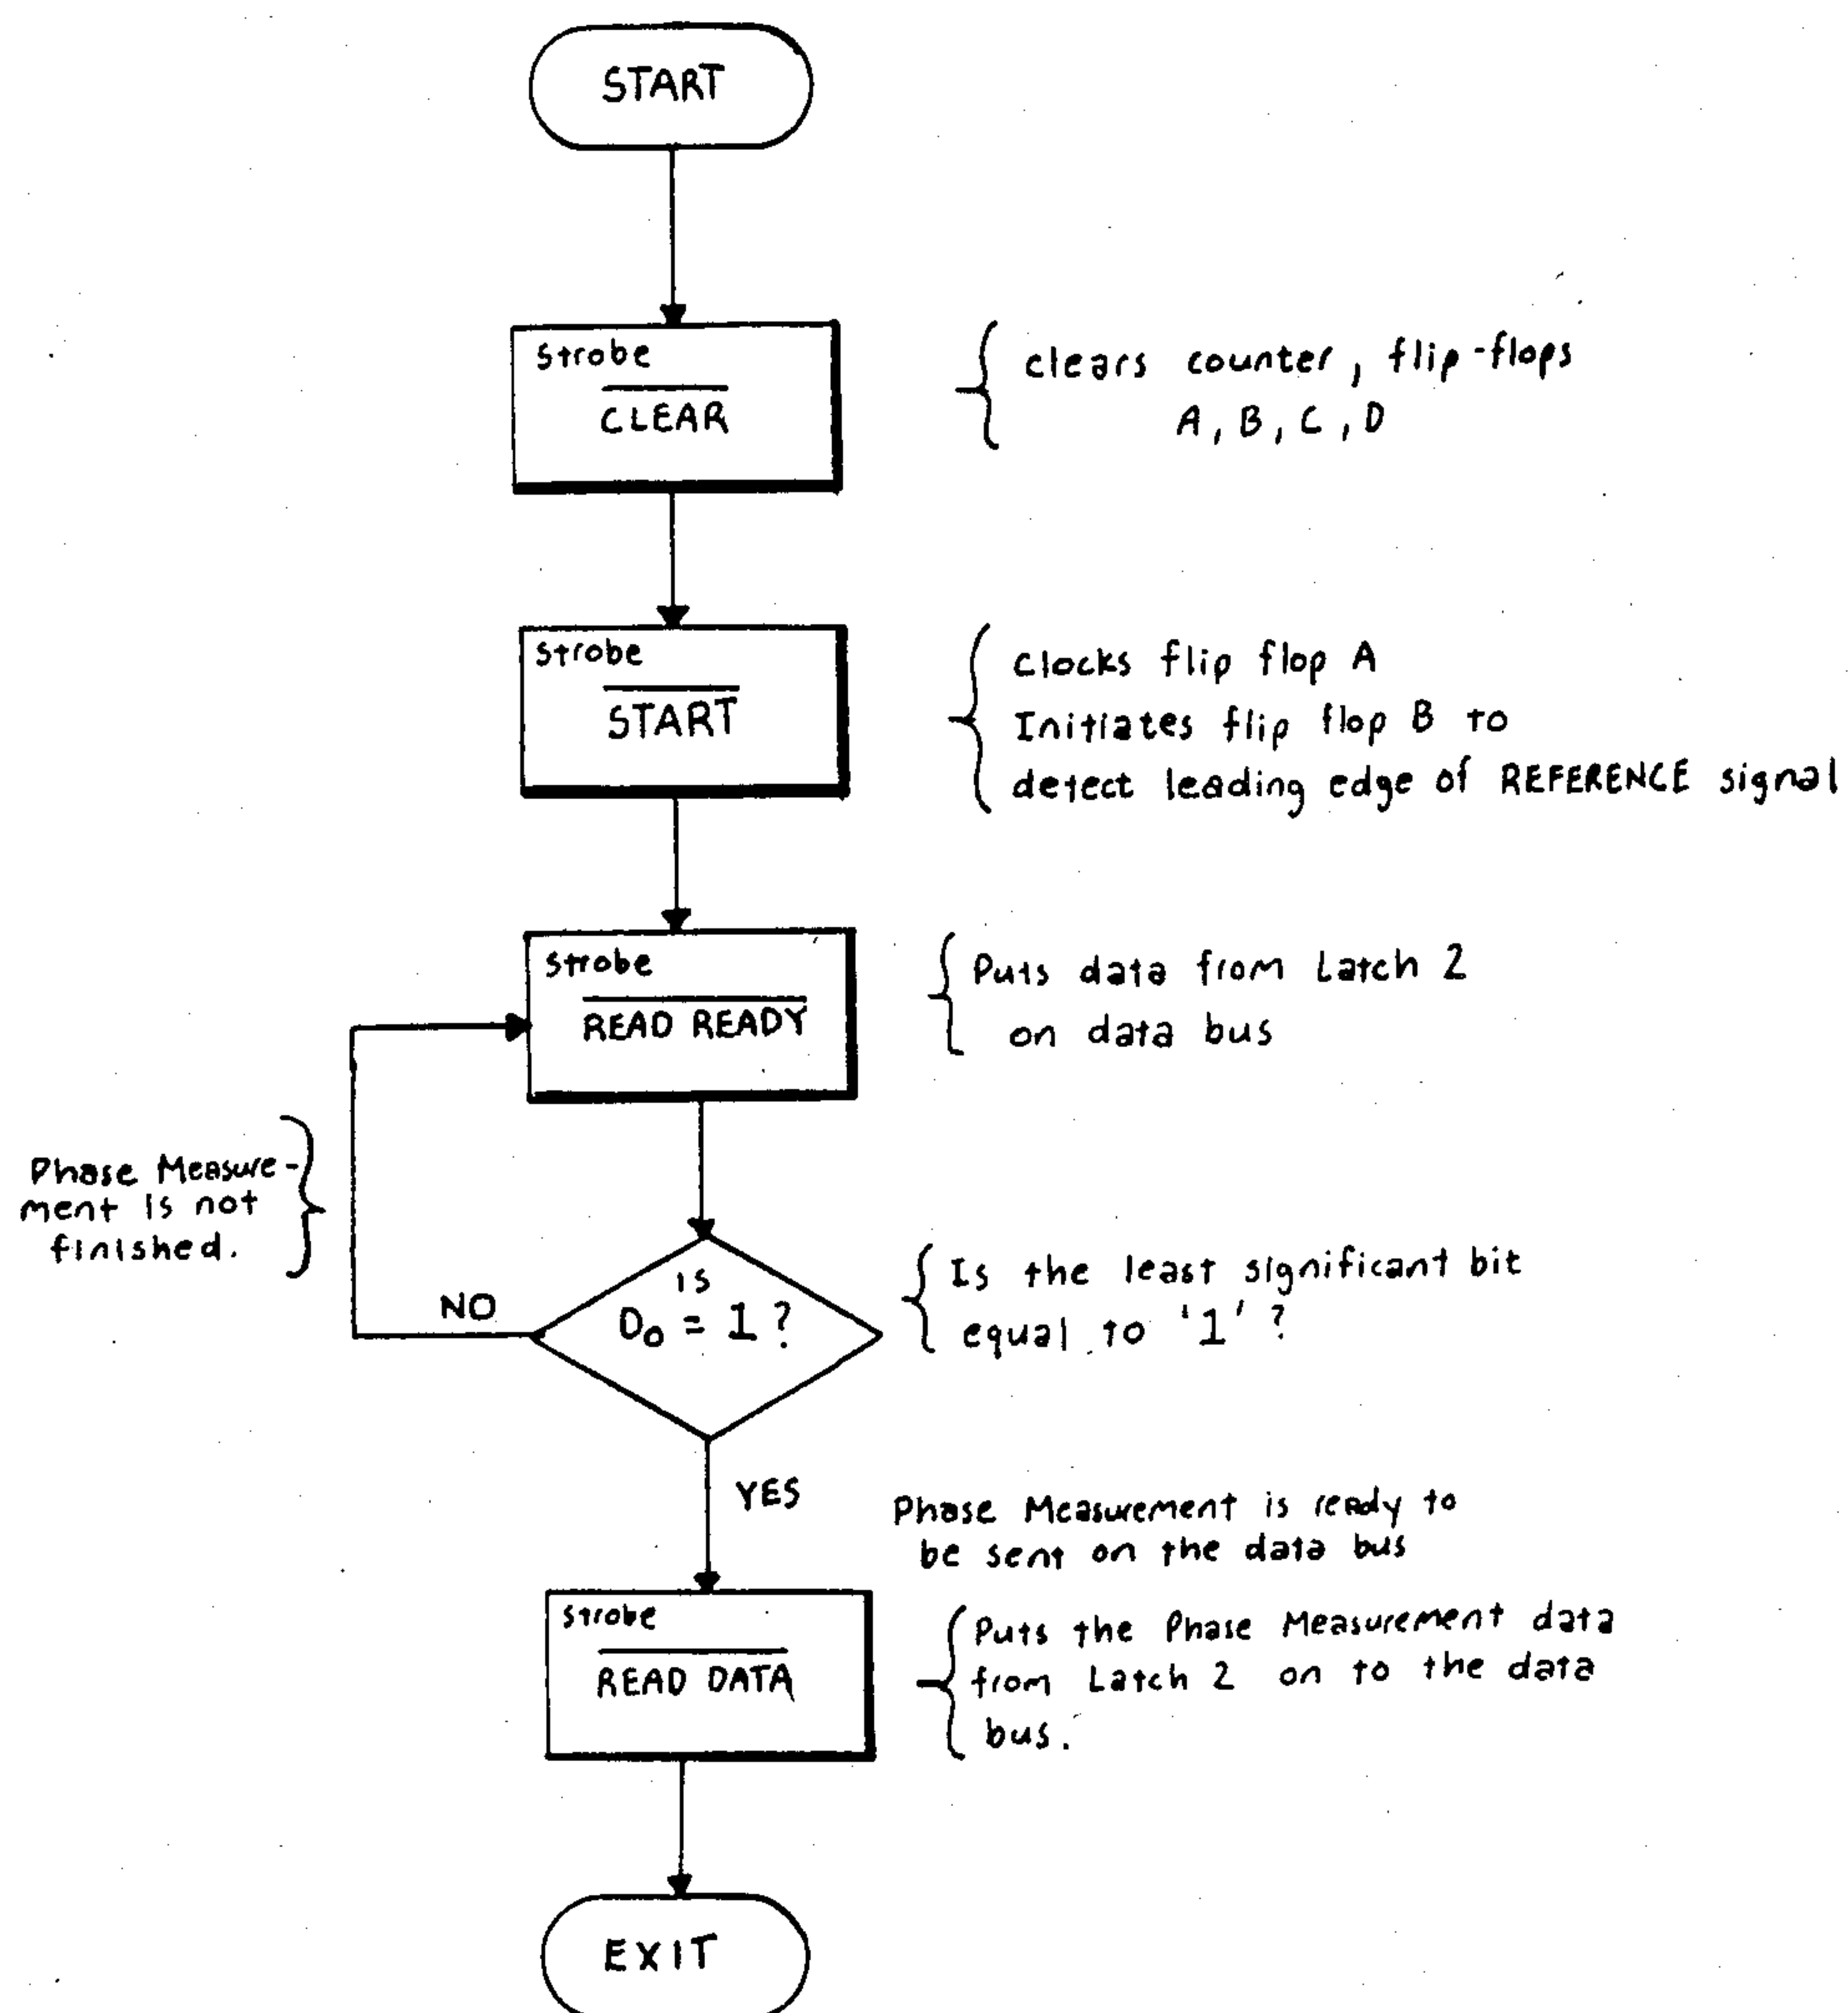 START
Strobe
CLEAR
clears counter, flip-flops
A, B, C, D
Strobe
START
Clocks flip flop A
Initiates flip flop B to
detect leading edge of REFERENCE signal
Strobe
READ READY
Puts data from Latch 2
on data bus
Phase Measure-
ment is not
finished.
NO
is
D₀ = 1 ?
Is the least significant bit
equal to '1' ?
YES
Phase Measurement is ready to
be sent on the data bus
Strobe
READ DATA
Puts the Phase Measurement data
from Latch 2 on to the data
bus.
EXIT